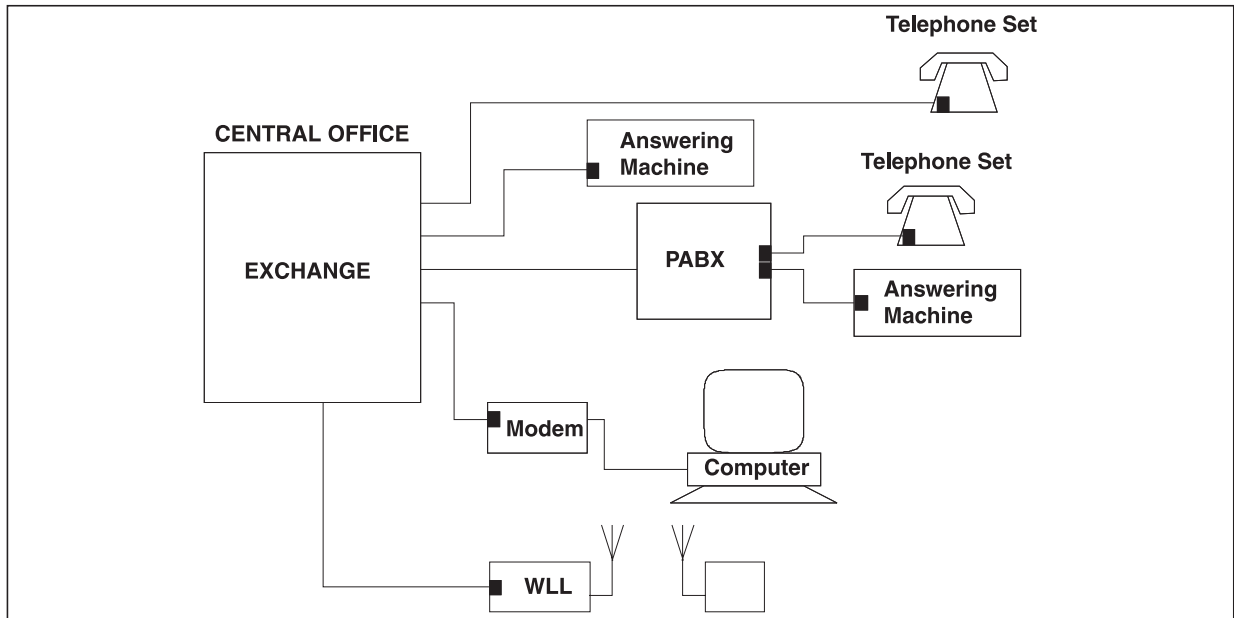 Telephone Set
CENTRAL OFFICE
Answering
Machine
Telephone Set
EXCHANGE
PABX
Answering
Machine
Modem
Computer
WLL